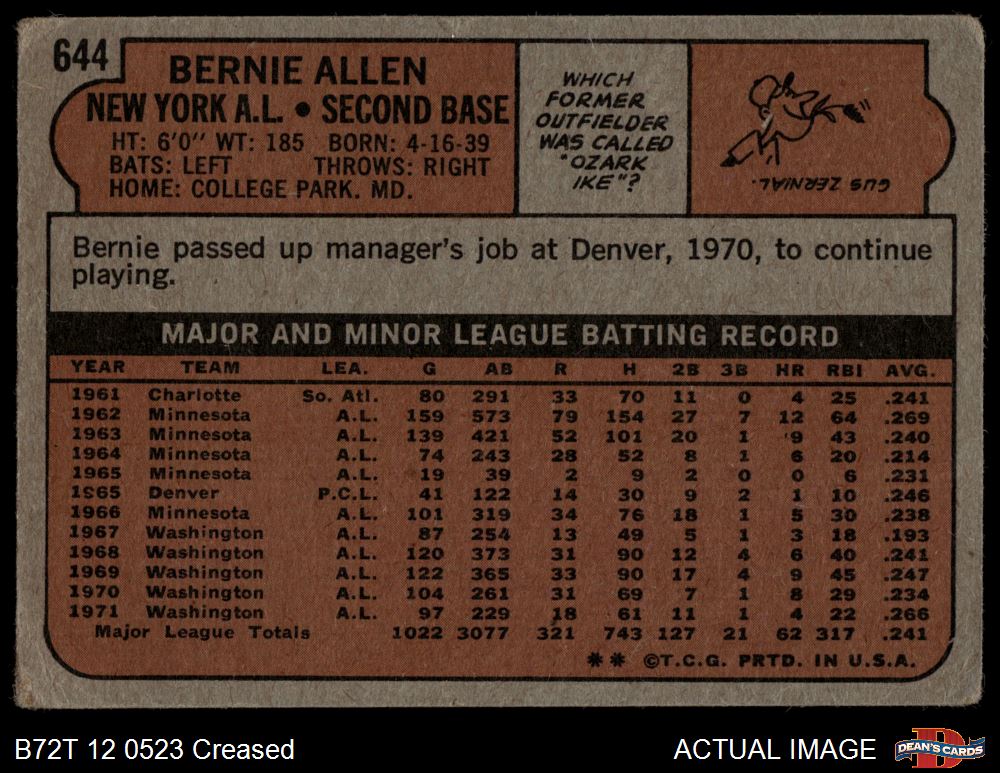 644
BERNIE ALLEN
NEW YORK A.L. • SECOND BASE
HT: 6'0" WT: 185 BORN: 4-16-39
BATS: LEFT THROWS: RIGHT
HOME: COLLEGE PARK. MD.
WHICH
FORMER
OUTFIELDER
WAS CALLED
"OZARK
IKE"?
GUS ZERNIAL.
Bernie passed up manager's job at Denver, 1970, to continue
playing.
MAJOR AND MINOR LEAGUE BATTING RECORD
YEAR TEAM LEA. G AB R H 2B 3B HR RBI AVG.
1961 Charlotte So. Atl. 80 291 33 70 11 0 4 25 .241
1962 Minnesota A.L. 159 573 79 154 27 7 12 64 .269
1963 Minnesota A.L. 139 421 52 101 20 1 9 43 .240
1964 Minnesota A.L. 74 243 28 52 8 1 6 20 .214
1965 Minnesota A.L. 19 39 2 9 2 0 0 6 .231
1965 Denver P.C.L. 41 122 14 30 9 2 1 10 .246
1966 Minnesota A.L. 101 319 34 76 18 1 5 30 .238
1967 Washington A.L. 87 254 13 49 5 1 3 18 .193
1968 Washington A.L. 120 373 31 90 12 4 6 40 .241
1969 Washington A.L. 122 365 33 90 17 4 9 45 .247
1970 Washington A.L. 104 261 31 69 7 1 8 29 .234
1971 Washington A.L. 97 229 18 61 11 1 4 22 .266
Major League Totals 1022 3077 321 743 127 21 62 317 .241
** ©T.C.G. PRTD. IN U.S.A.
B72T 12 0523 Creased
ACTUAL IMAGE
D
DEAN'S CARDS